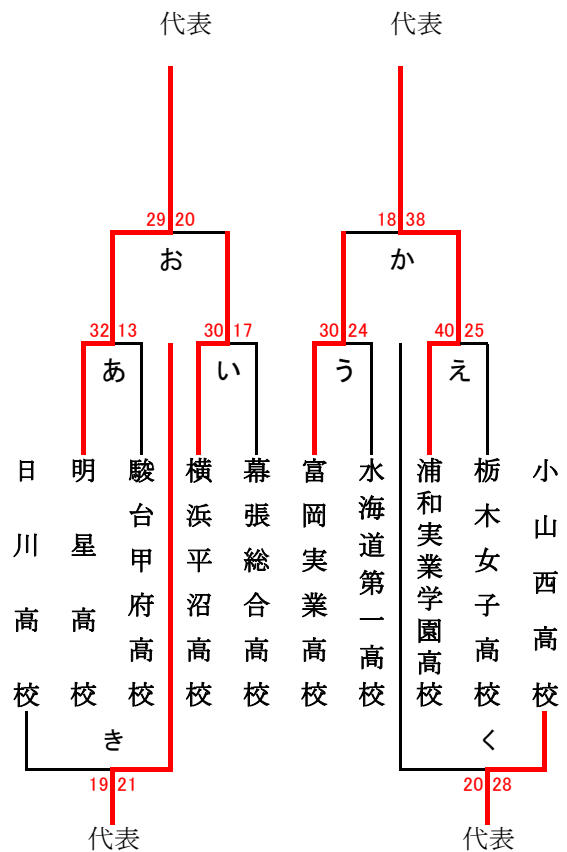 代表 代表
29 20 18 38
お か
32 13 30 17 30 24 40 25
あ い う え
日川高校
明星高校
駿台甲府高校
横浜平沼高校
幕張総合高校
富岡実業高校
水海道第一高校
浦和実業学園高校
栃木女子高校
小山西高校
き く
19 21 20 28
代表 代表